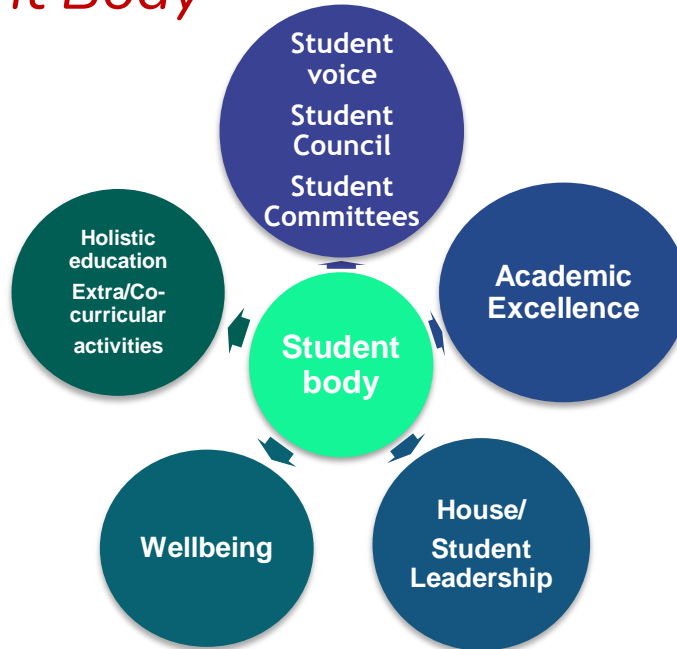 Body
Student
voice
Student
Council
Student
Committees
Academic
Excellence
House/
Student
Leadership
Wellbeing
Holistic
education
Extra/Co-
curricular
activities
Student
body